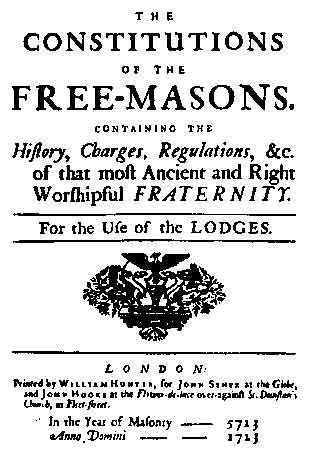 THE
CONSTITUTIONS
OF THE
FREE-MASONS.
CONTAINING THE
Hiſtory, Charges, Regulations, &c.
of that moſt Ancient and Right
Worſhipful FRATERNITY.
For the Uſe of the LODGES.
LONDON
Printed by WILLIAM HUNTER, for JOHN SENEX at the Globe,
and JOHN HOOKE at the Flower-de-luce over-againſt St. Dunſtan's
Church, in Fleet-ſtreet.
In the Year of Maſonry —— 5723
Anno Domini —— — 1723